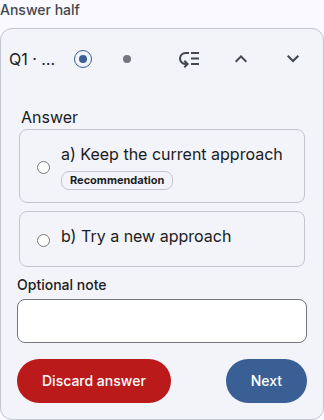 Answer half
Q1 · ...
Answer
a) Keep the current approach
Recommendation
b) Try a new approach
Optional note
Discard answer
Next